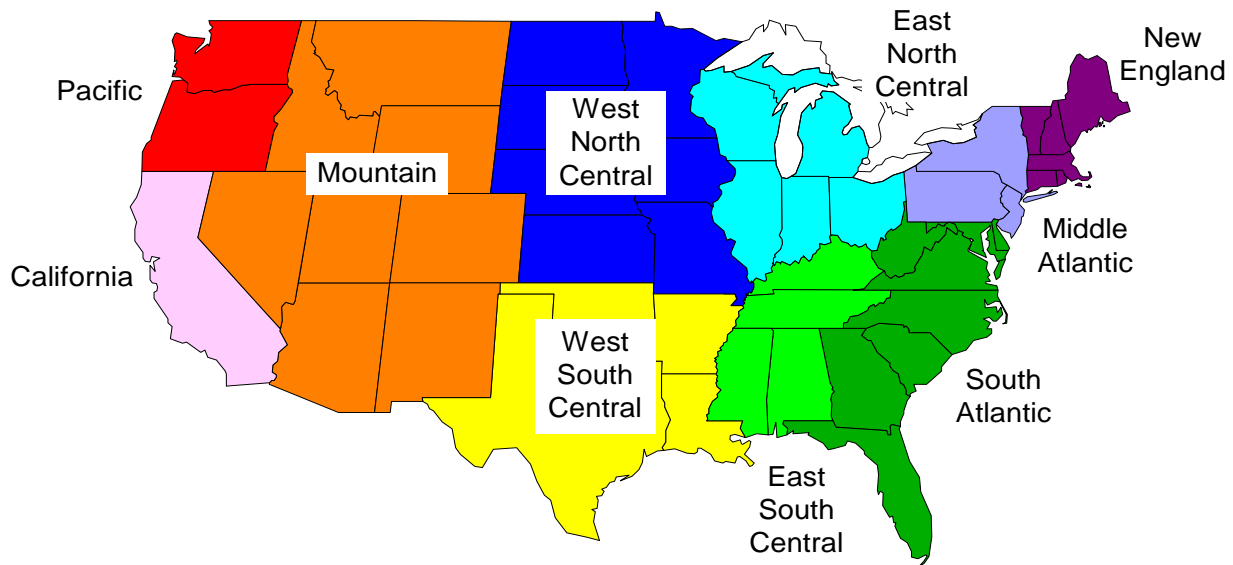 Pacific
California
Mountain
West
North
Central
West
South
Central
East
North
Central
New
England
Middle
Atlantic
South
Atlantic
East
South
Central